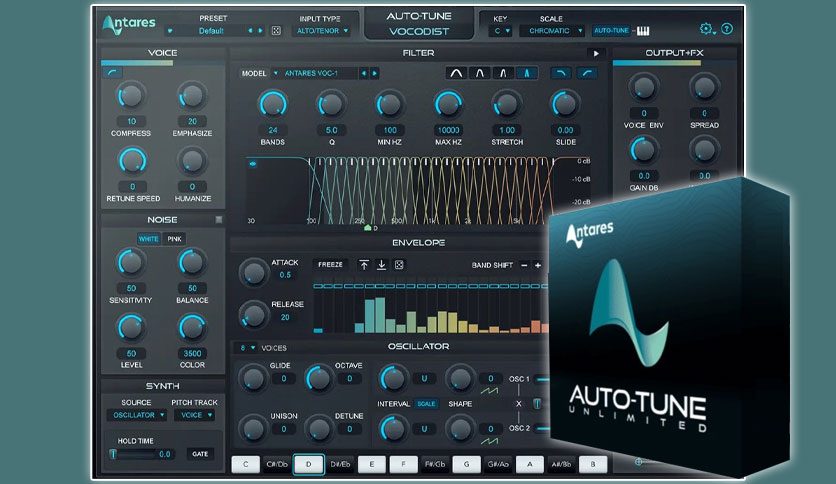 Antares
PRESET
Default
INPUT TYPE
ALTO/TENOR
AUTO-TUNE
VOCODIST
KEY
C
SCALE
CHROMATIC
AUTO-TUNE
?
VOICE
10
COMPRESS
20
EMPHASIZE
0
RETUNE SPEED
0
HUMANIZE
NOISE
WHITE
PINK
50
SENSITIVITY
50
BALANCE
50
LEVEL
3500
COLOR
SYNTH
SOURCE
OSCILLATOR
PITCH TRACK
VOICE
HOLD TIME
0.0
GATE
FILTER
MODEL
ANTARES VOC-1
24
BANDS
5.0
Q
100
MIN HZ
10000
MAX HZ
1.00
STRETCH
0.00
SLIDE
0 dB
-10
-20
30
100
250
1k
2k
5k
D
ENVELOPE
ATTACK
0.5
FREEZE
BAND SHIFT
- +
RELEASE
20
8 VOICES
OSCILLATOR
GLIDE
0
OCTAVE
0
U
0
OSC 1
INTERVAL
SCALE
SHAPE
X
UNISON
0
DETUNE
0
U
0
OSC 2
C
C#/Db
D
D#/Eb
E
F
F#/Gb
G
G#/Ab
A
A#/Bb
B
OUTPUT+FX
0
VOICE ENV
0
SPREAD
0.0
GAIN DB
Antares
AUTO-TUNE
UNLIMITED